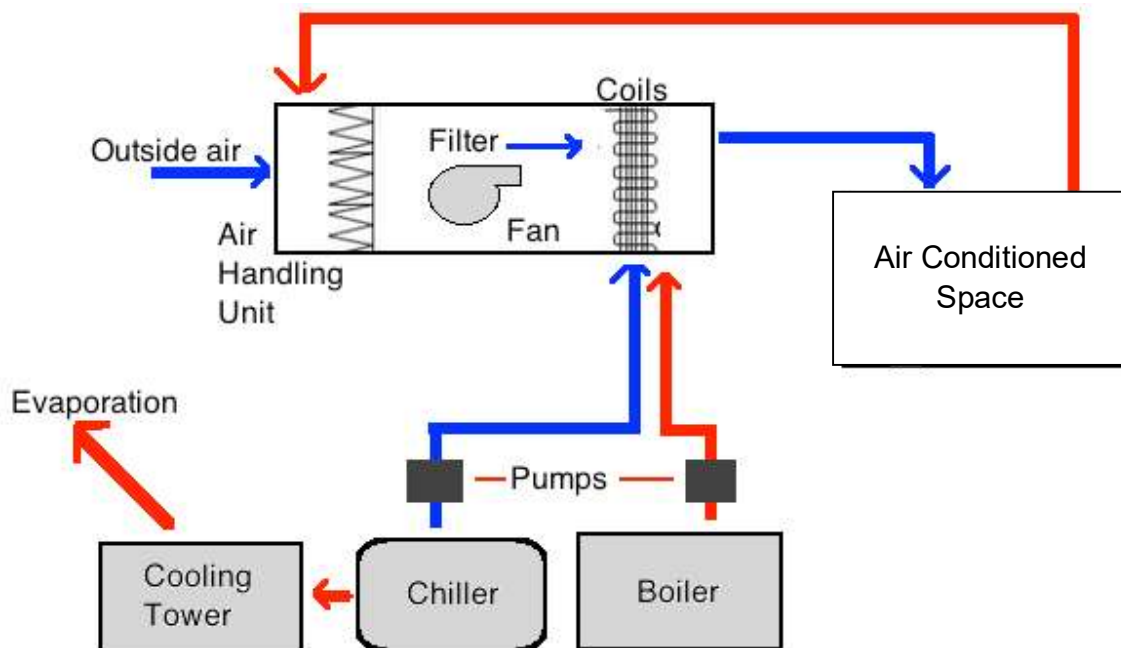 Coils
Outside air
Filter
Fan
Air
Handling
Unit
Air Conditioned
Space
Evaporation
Pumps
Cooling
Tower
Chiller
Boiler